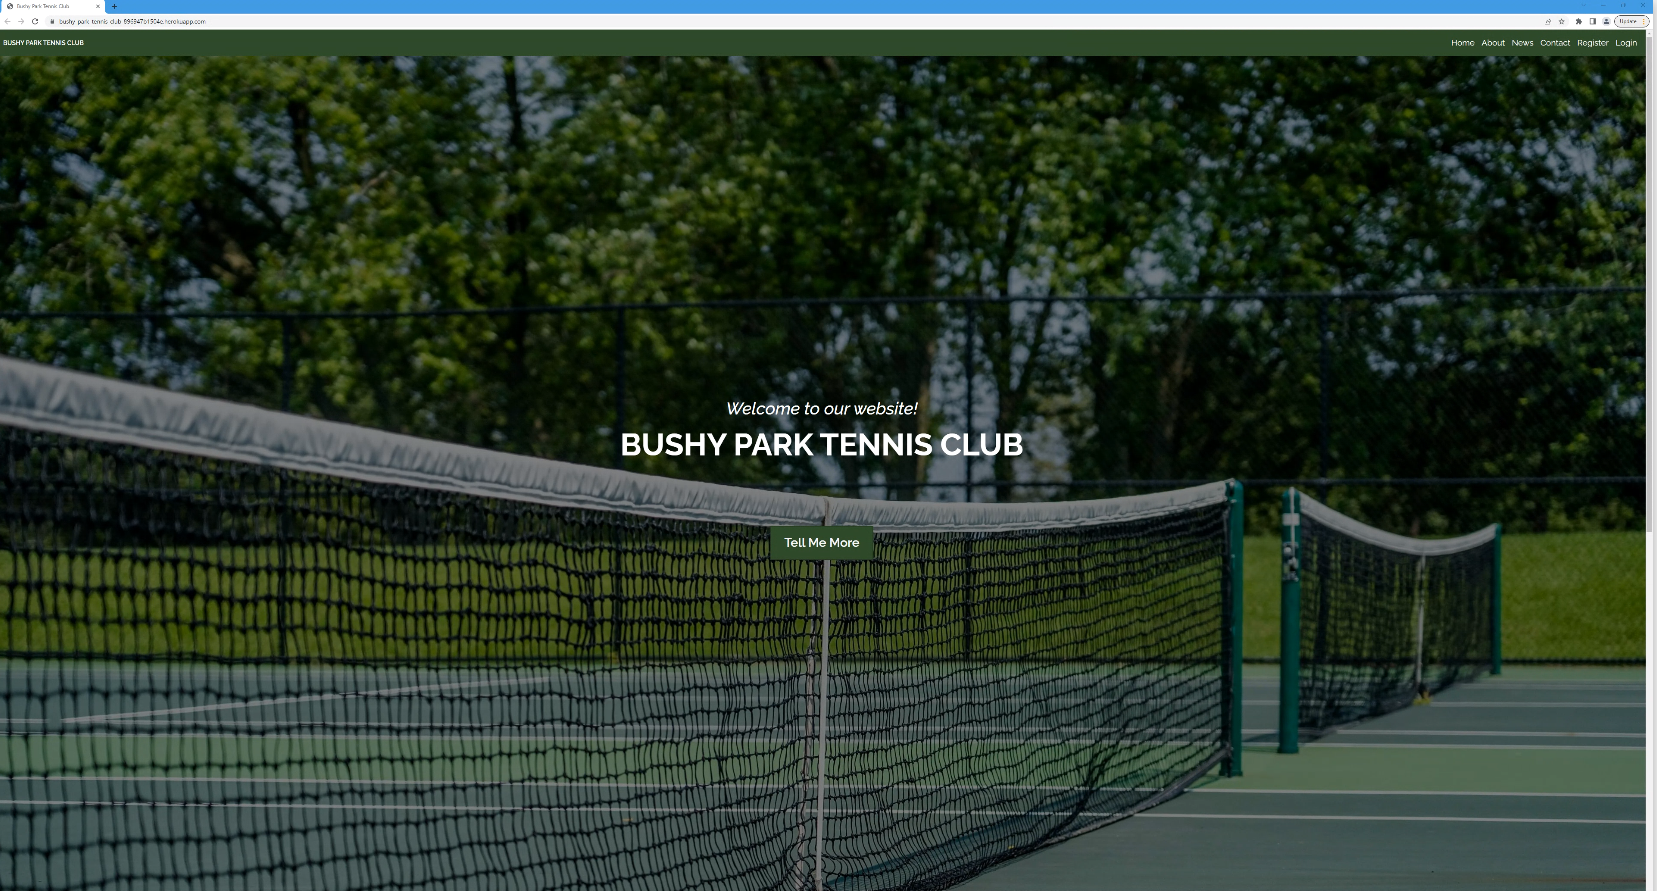 Bushy Park Tennis Club
bushy-park-tennis-club-896947b1504e.herokuapp.com
Update
BUSHY PARK TENNIS CLUB
Home About News Contact Register Login
Welcome to our website!
BUSHY PARK TENNIS CLUB
Tell Me More